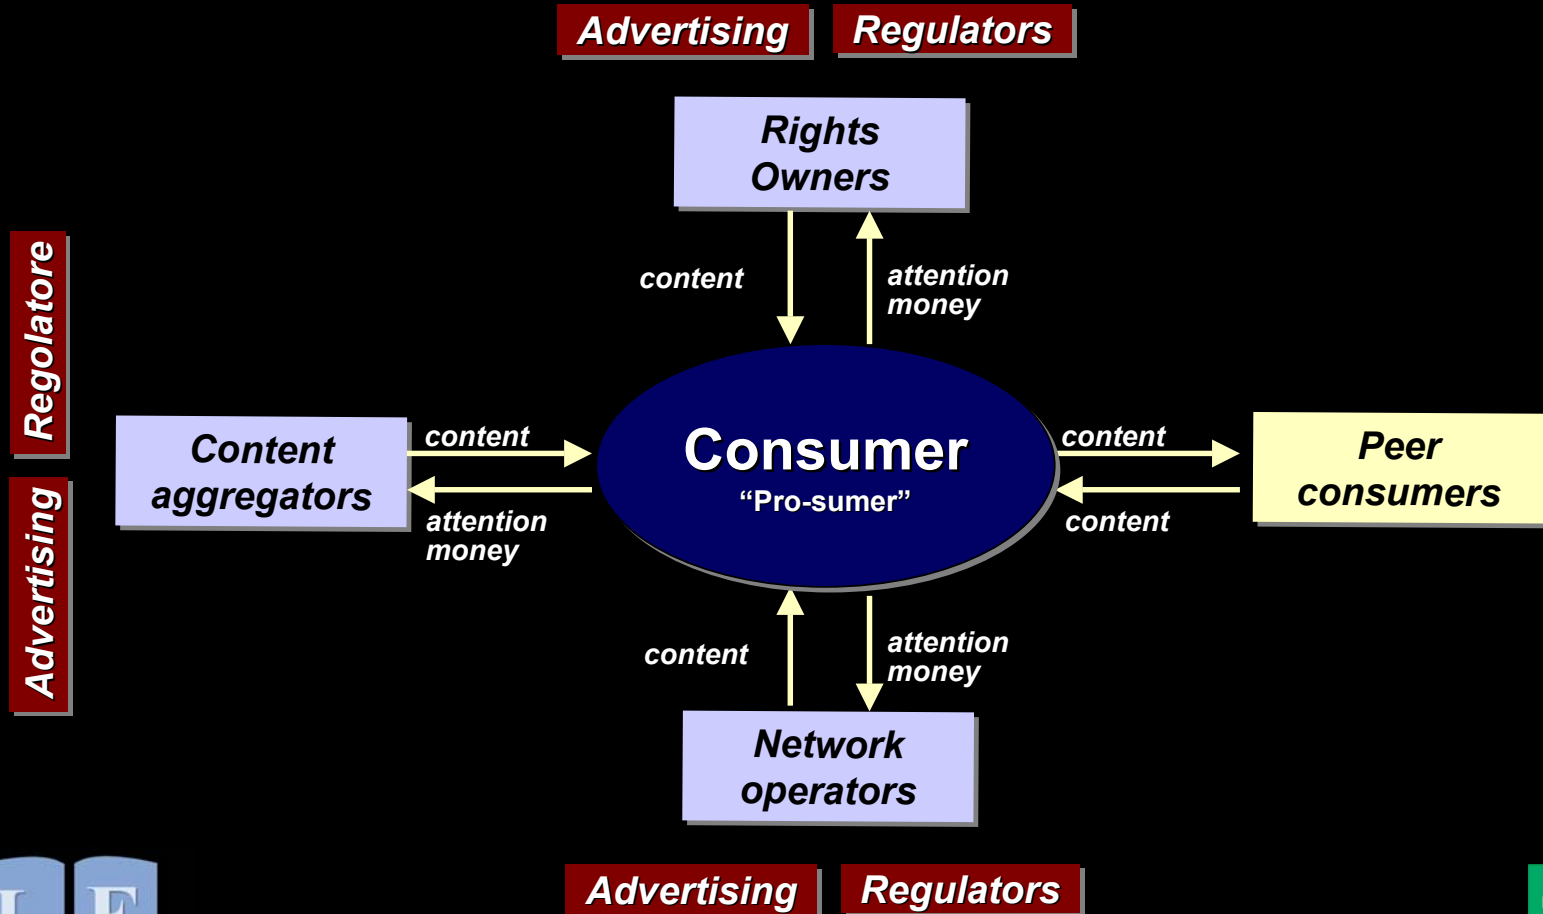 Advertising Regulators
Rights
Owners
content
attention
money
Regolatore
Advertising
Content
aggregators
content
attention
money
Consumer
“Pro-sumer”
content
content
Peer
consumers
content
attention
money
Network
operators
Advertising Regulators
L E